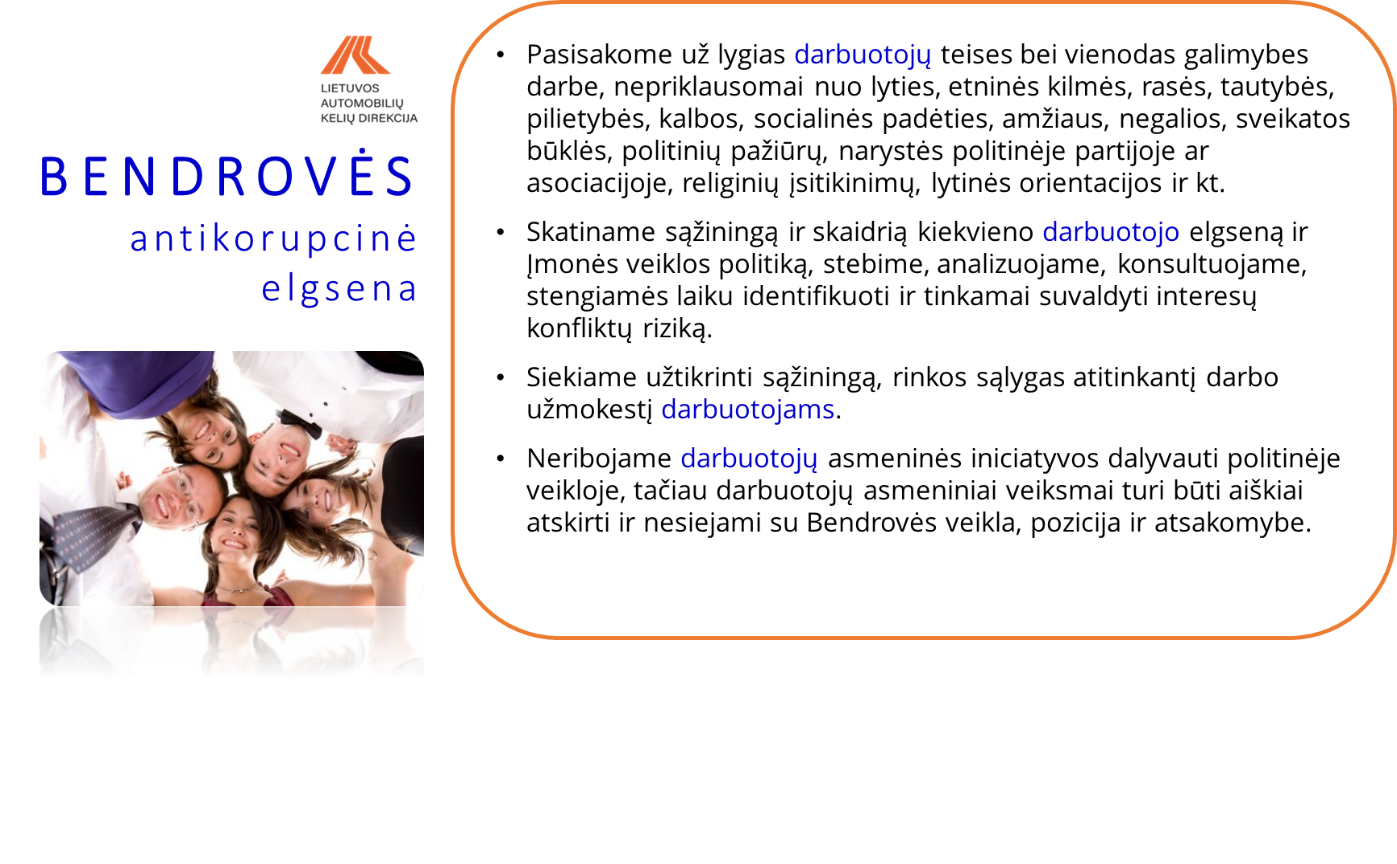 LIETUVOS
AUTOMOBILIŲ
KELIŲ DIREKCIJA
BENDROVĖS
antikorupcinė
elgsena
• Pasisakome už lygias darbuotojų teises bei vienodas galimybes
darbe, nepriklausomai nuo lyties, etninės kilmės, rasės, tautybės,
pilietybės, kalbos, socialinės padėties, amžiaus, negalios, sveikatos
būklės, politinių pažiūrų, narystės politinėje partijoje ar
asociacijoje, religinių įsitikinimų, lytinės orientacijos ir kt.
• Skatiname sąžiningą ir skaidrią kiekvieno darbuotojo elgseną ir
Įmonės veiklos politiką, stebime, analizuojame, konsultuojame,
stengiamės laiku identifikuoti ir tinkamai suvaldyti interesų
konfliktų riziką.
• Siekiame užtikrinti sąžiningą, rinkos sąlygas atitinkantį darbo
užmokestį darbuotojams.
• Neribojame darbuotojų asmeninės iniciatyvos dalyvauti politinėje
veikloje, tačiau darbuotojų asmeniniai veiksmai turi būti aiškiai
atskirti ir nesiejami su Bendrovės veikla, pozicija ir atsakomybe.